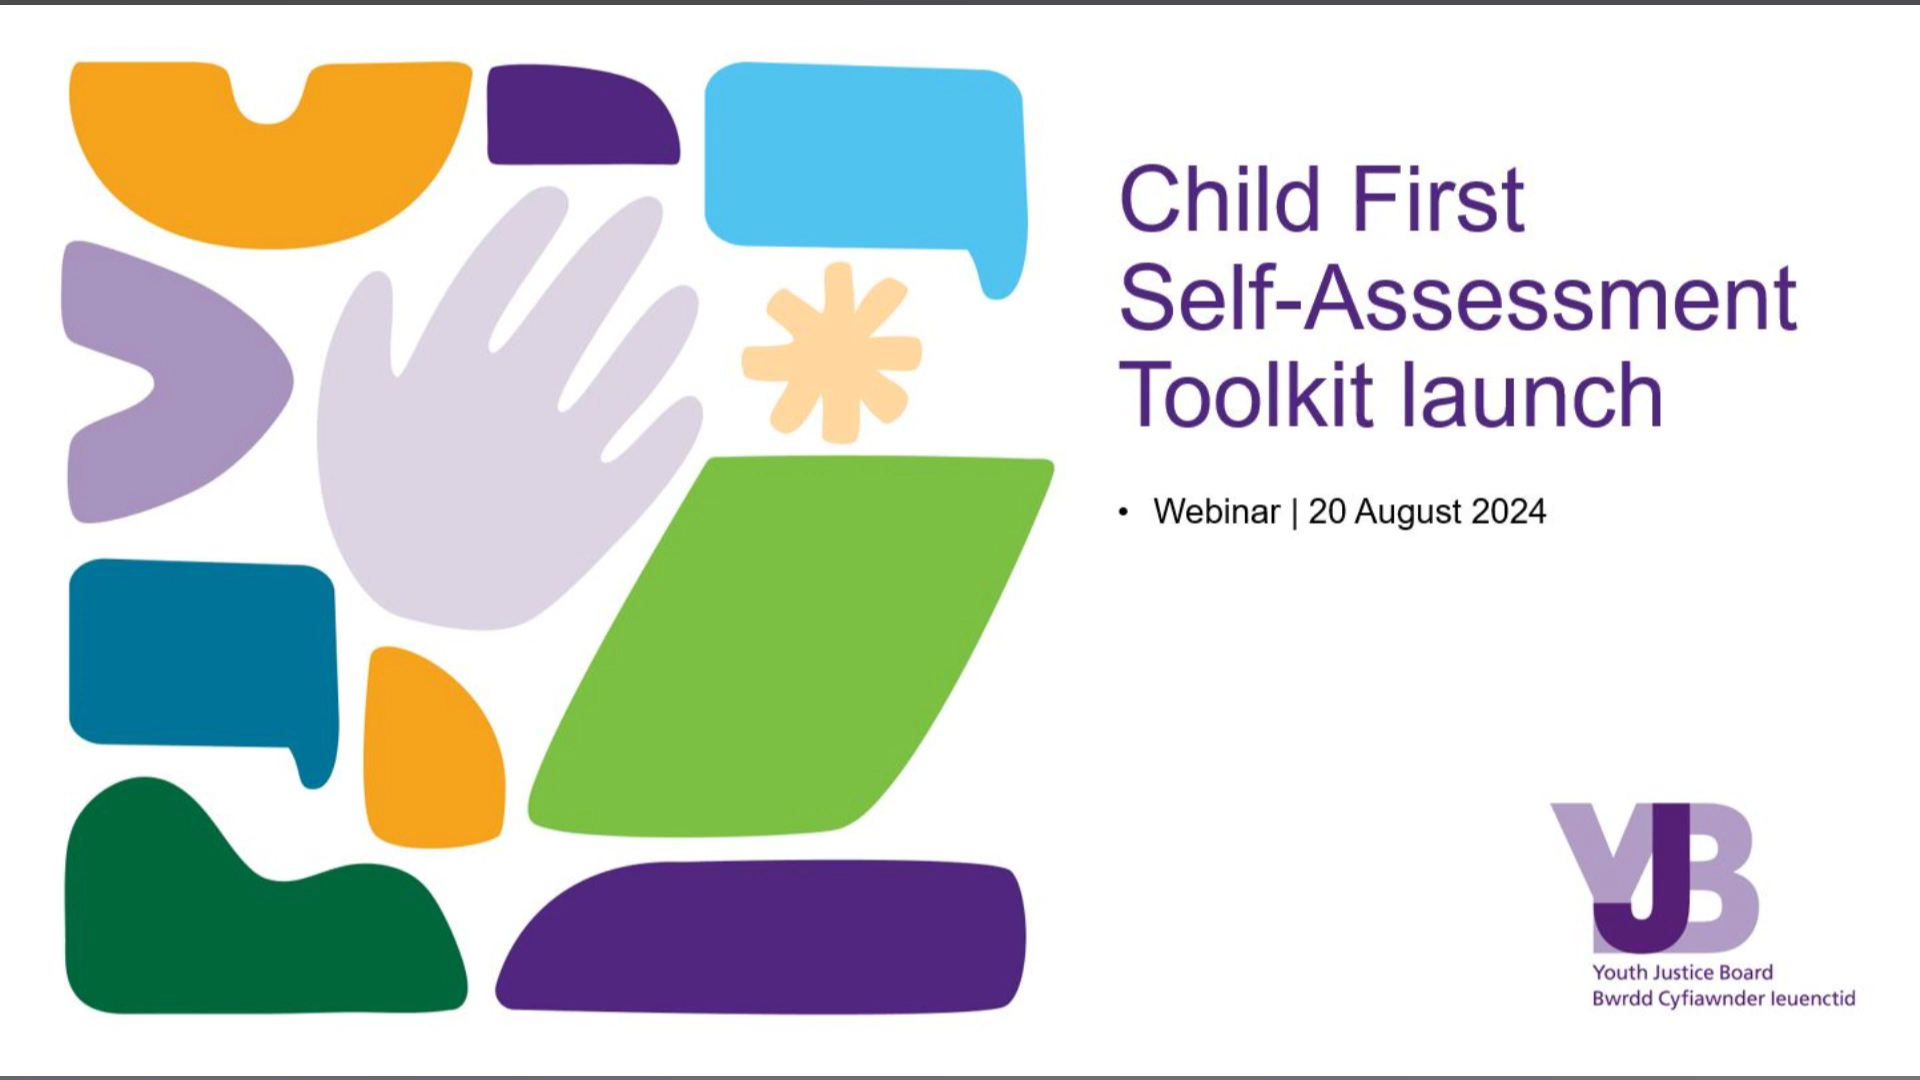 Child First
Self-Assessment
Toolkit launch
• Webinar | 20 August 2024
YJB
Youth Justice Board
Bwrdd Cyfiawnder Ieuenctid